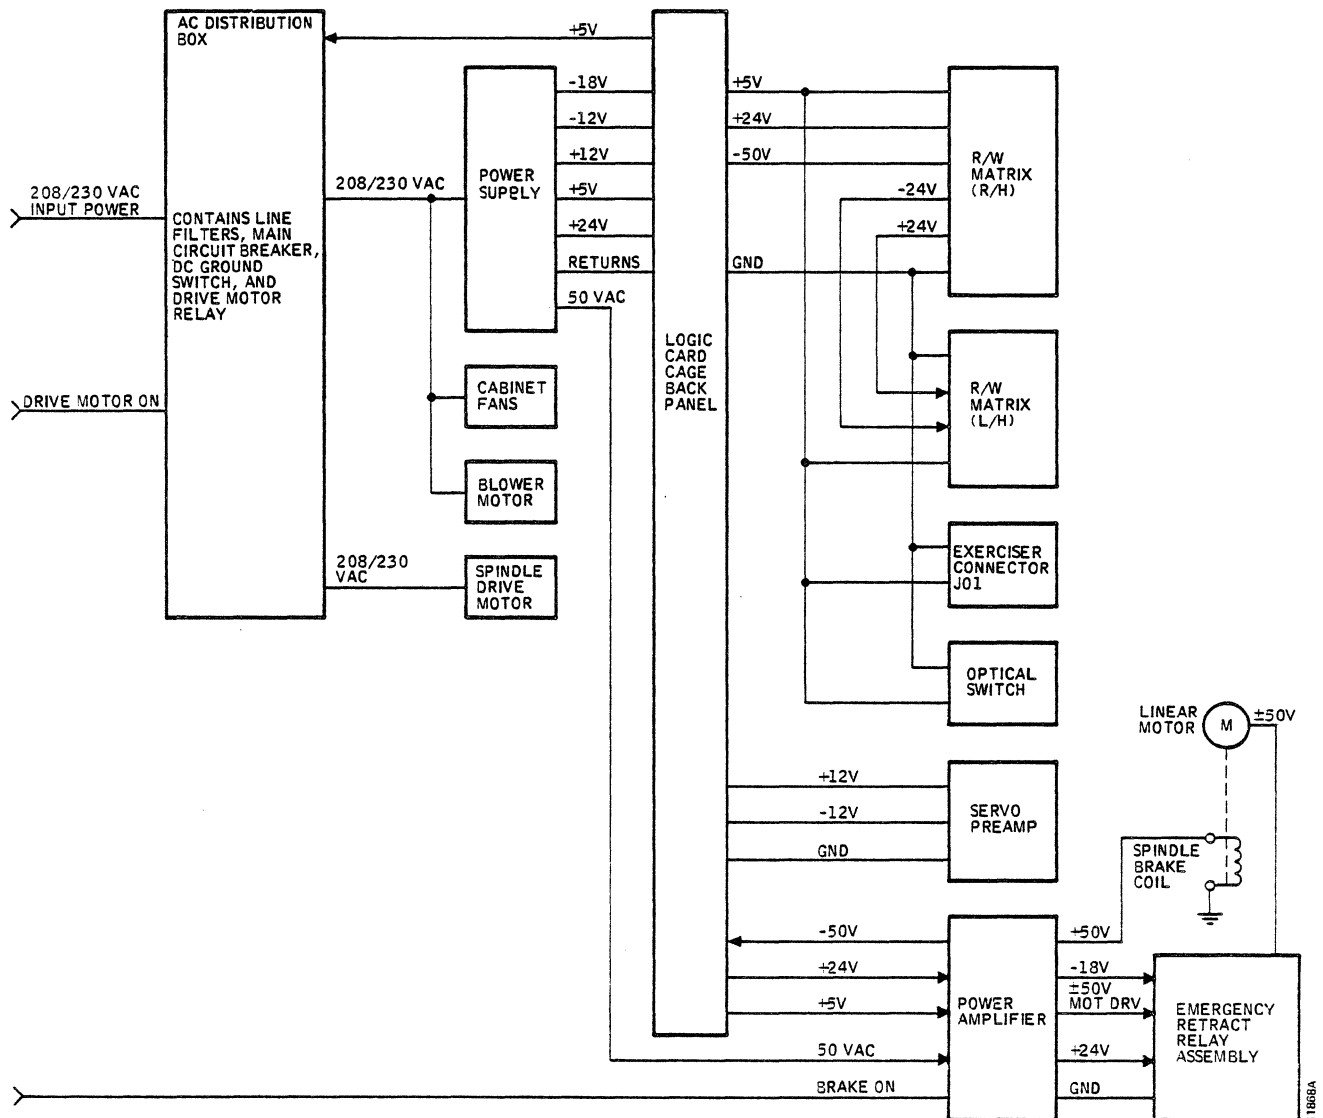 AC DISTRIBUTION
BOX
208/230 VAC
INPUT POWER
CONTAINS LINE
FILTERS, MAIN
CIRCUIT BREAKER,
DC GROUND
SWITCH, AND
DRIVE MOTOR
RELAY
DRIVE MOTOR ON
+5V
208/230 VAC
POWER
SUPPLY
-18V
-12V
+12V
+5V
+24V
RETURNS
50 VAC
CABINET
FANS
BLOWER
MOTOR
208/230
VAC
SPINDLE
DRIVE
MOTOR
LOGIC
CARD
CAGE
BACK
PANEL
+5V
+24V
-50V
-24V
+24V
GND
R/W
MATRIX
(R/H)
R/W
MATRIX
(L/H)
EXERCISER
CONNECTOR
J01
OPTICAL
SWITCH
+12V
-12V
GND
SERVO
PREAMP
LINEAR
MOTOR
M
±50V
SPINDLE
BRAKE
COIL
-50V
+24V
+5V
50 VAC
BRAKE ON
POWER
AMPLIFIER
+50V
-18V
±50V
MOT DRV
+24V
GND
EMERGENCY
RETRACT
RELAY
ASSEMBLY
1868A